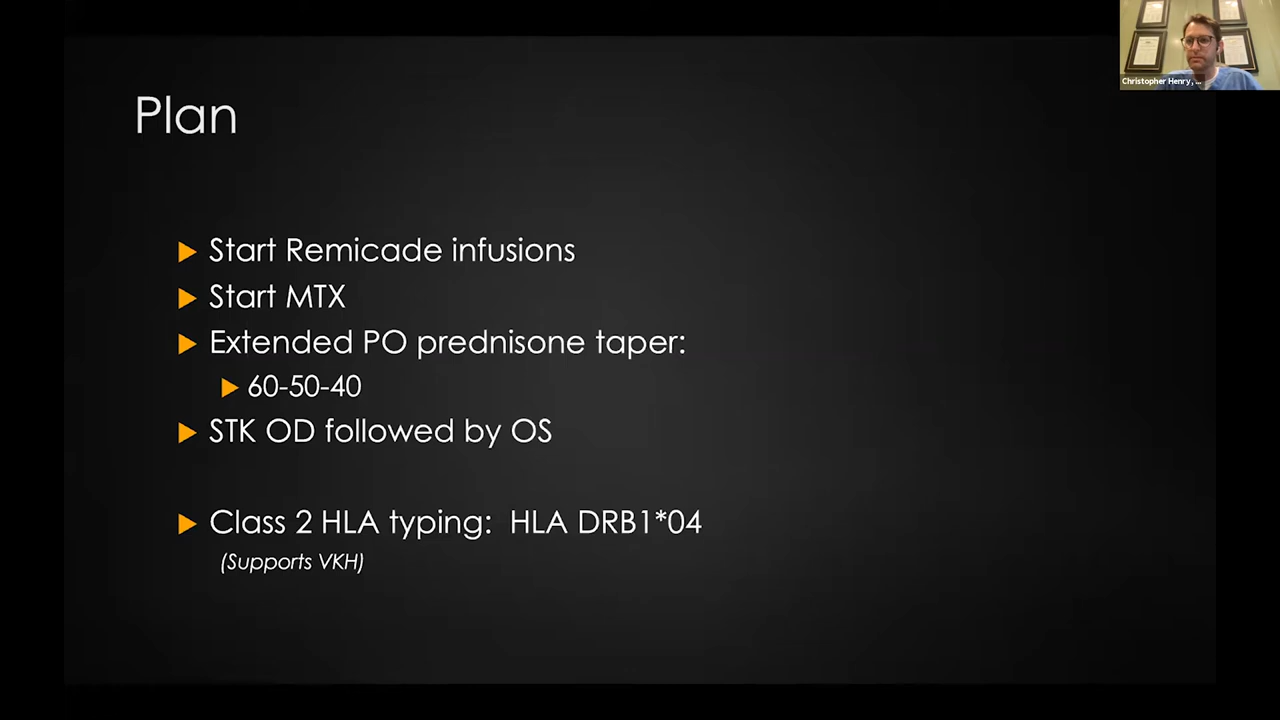 Plan
Start Remicade infusions
Start MTX
Extended PO prednisone taper:
60-50-40
STK OD followed by OS
Class 2 HLA typing: HLA DRB1*04
(Supports VKH)
Christopher Henry, ...